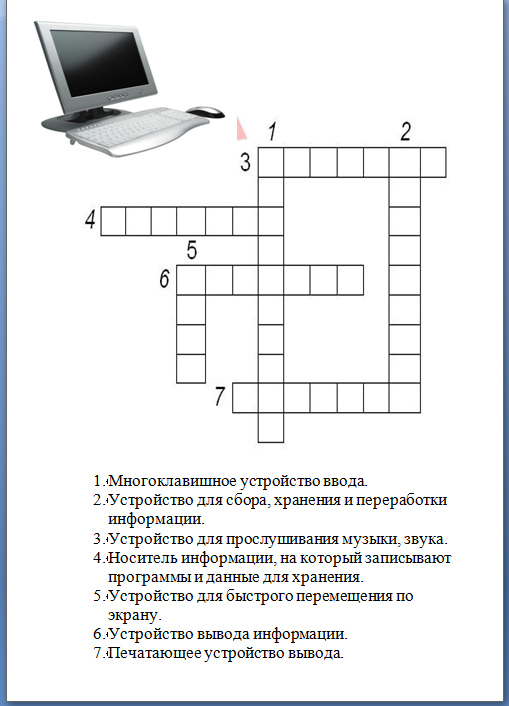 1
2
3
4
5
6
7
1. Многоклавишное устройство ввода.
2. Устройство для сбора, хранения и переработки
информации.
3. Устройство для прослушивания музыки, звука.
4. Носитель информации, на который записывают
программы и данные для хранения.
5. Устройство для быстрого перемещения по
экрану.
6. Устройство вывода информации.
7. Печатающее устройство вывода.